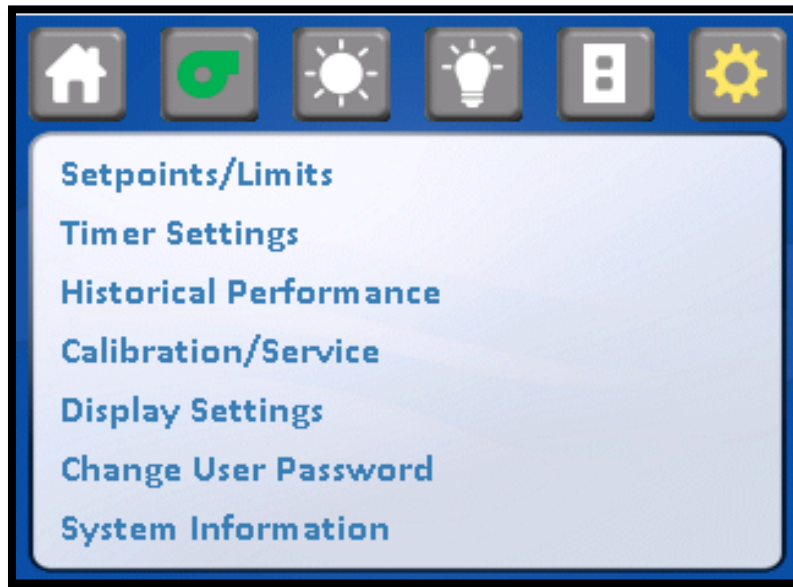 Setpoints/Limits
Timer Settings
Historical Performance
Calibration/Service
Display Settings
Change User Password
System Information